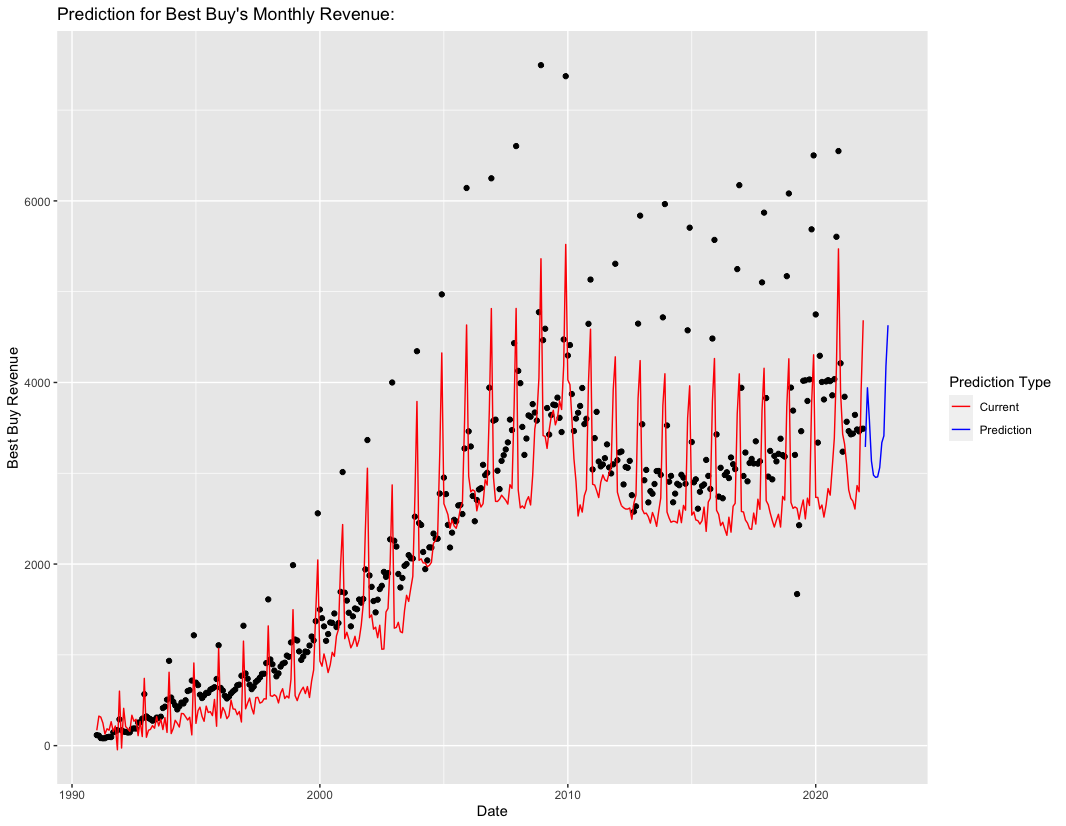 Prediction for Best Buy's Monthly Revenue:
Best Buy Revenue
6000
4000
2000
0
1990
2000
2010
2020
Date
Prediction Type
Current
Prediction